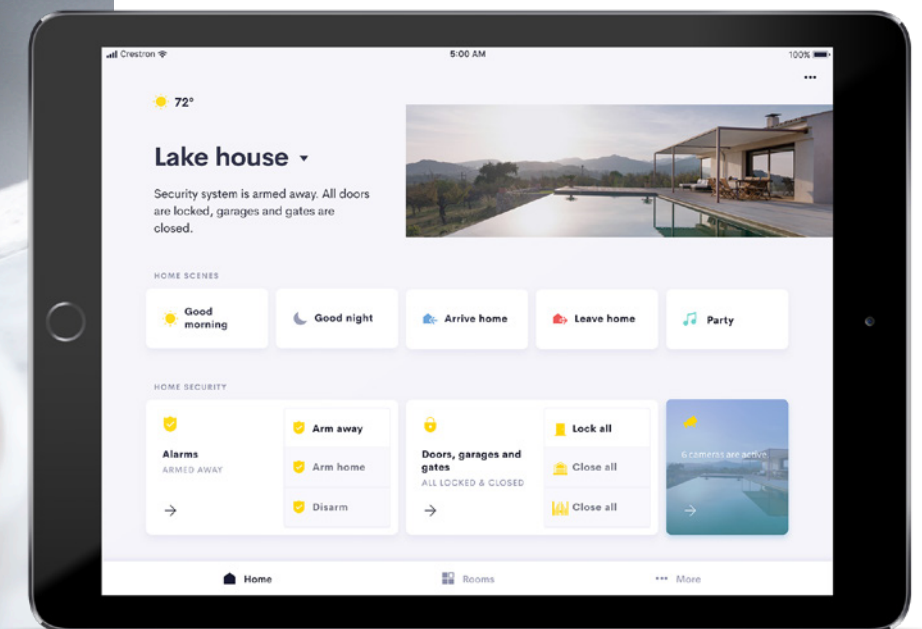 Crestron
5:00 AM
100%
72°
Lake house
Security system is armed away. All doors
are locked, garages and gates are
closed.
HOME SCENES
Good
morning
Good night
Arrive home
Leave home
Party
HOME SECURITY
Alarms
ARMED AWAY
Arm away
Arm home
Disarm
Doors, garages and
gates
ALL LOCKED & CLOSED
Lock all
Close all
Close all
6 cameras are active
Home
Rooms
More